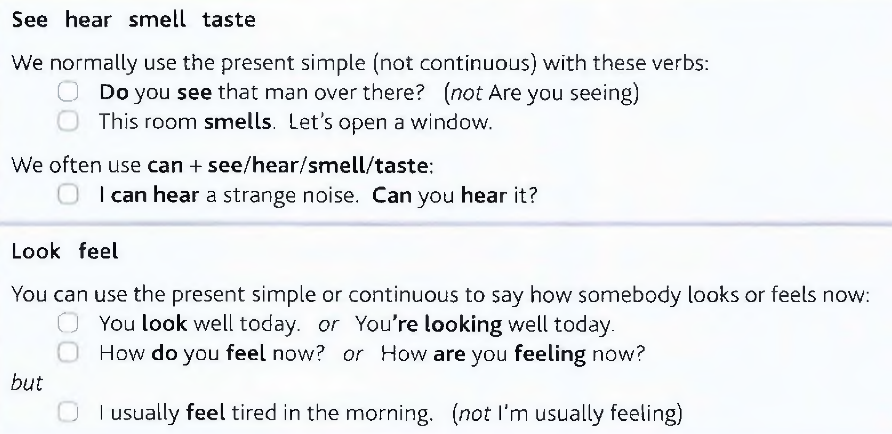 See hear smell taste
We normally use the present simple (not continuous) with these verbs:
Do you see that man over there? (not Are you seeing)
This room smells. Let's open a window.
We often use can + see/hear/smell/taste:
I can hear a strange noise. Can you hear it?
Look feel
You can use the present simple or continuous to say how somebody looks or feels now:
You look well today. or You're looking well today.
How do you feel now? or How are you feeling now?
but
I usually feel tired in the morning. (not I'm usually feeling)